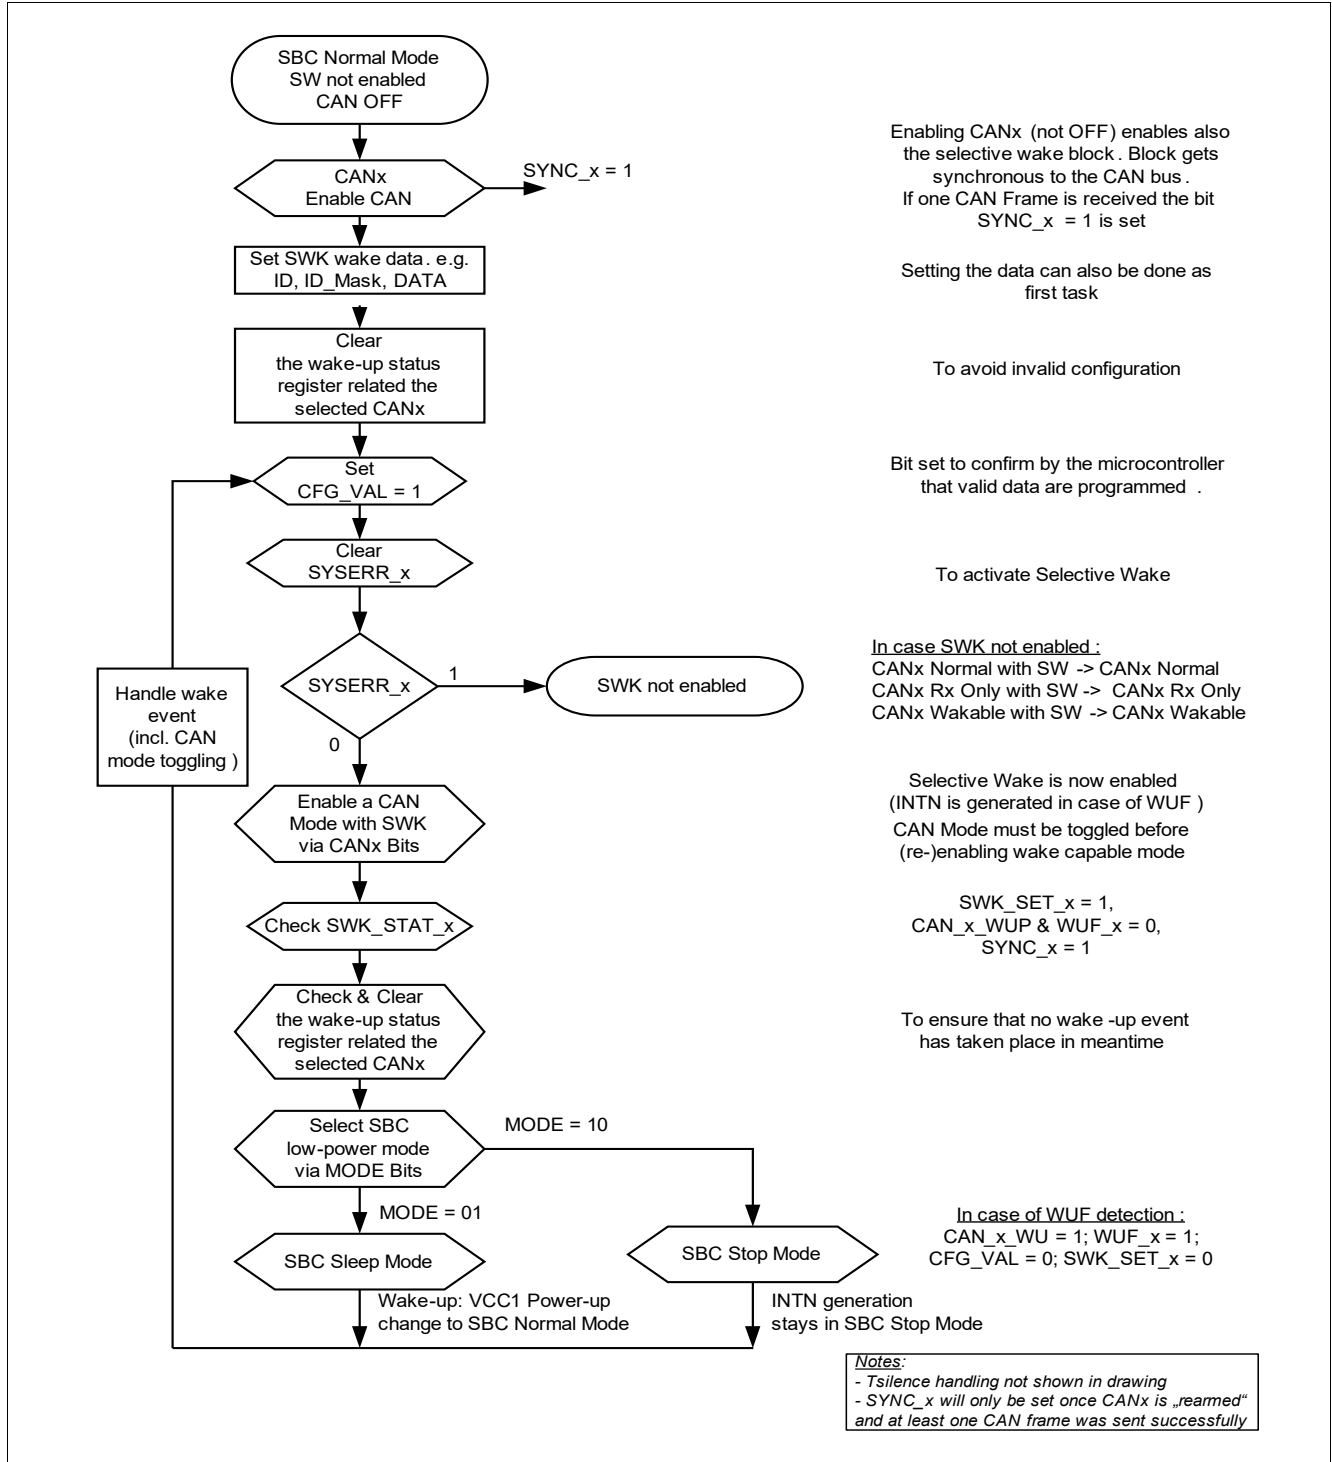 SBC Normal Mode
SW not enabled
CAN OFF
CANx
Enable CAN
SYNC_x = 1
Enabling CANx (not OFF) enables also
the selective wake block. Block gets
synchronous to the CAN bus.
If one CAN Frame is received the bit
SYNC_x = 1 is set
Set SWK wake data. e.g.
ID, ID_Mask, DATA
Setting the data can also be done as
first task
Clear
the wake-up status
register related the
selected CANx
To avoid invalid configuration
Set
CFG_VAL = 1
Bit set to confirm by the microcontroller
that valid data are programmed .
Clear
SYSERR_x
To activate Selective Wake
SYSERR_x
1
0
SWK not enabled
In case SWK not enabled :
CANx Normal with SW -> CANx Normal
CANx Rx Only with SW -> CANx Rx Only
CANx Wakable with SW -> CANx Wakable
Handle wake
event
(incl. CAN
mode toggling )
Enable a CAN
Mode with SWK
via CANx Bits
Selective Wake is now enabled
(INTN is generated in case of WUF )
CAN Mode must be toggled before
(re-)enabling wake capable mode
Check SWK_STAT_x
SWK_SET_x = 1,
CAN_x_WUP & WUF_x = 0,
SYNC_x = 1
Check & Clear
the wake-up status
register related the
selected CANx
To ensure that no wake -up event
has taken place in meantime
Select SBC
low-power mode
via MODE Bits
MODE = 10
MODE = 01
SBC Sleep Mode
SBC Stop Mode
In case of WUF detection :
CAN_x_WU = 1; WUF_x = 1;
CFG_VAL = 0; SWK_SET_x = 0
Wake-up: VCC1 Power-up
change to SBC Normal Mode
INTN generation
stays in SBC Stop Mode
Notes:
- Tsilence handling not shown in drawing
- SYNC_x will only be set once CANx is „rearmed“
and at least one CAN frame was sent successfully